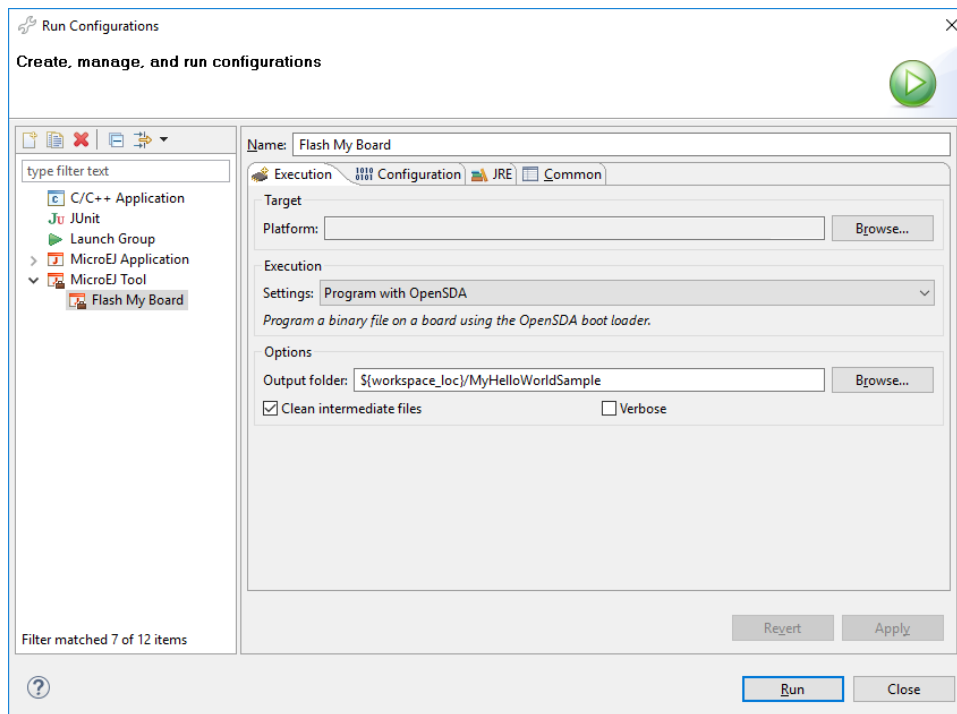 Run Configurations
Create, manage, and run configurations
type filter text
C/C++ Application
JUnit
Launch Group
MicroEJ Application
MicroEJ Tool
Flash My Board
Filter matched 7 of 12 items
Name: Flash My Board
Execution Configuration JRE Common
Target
Platform: Browse...
Execution
Settings: Program with OpenSDA
Program a binary file on a board using the OpenSDA boot loader.
Options
Output folder: ${workspace_loc}/MyHelloWorldSample Browse...
Clean intermediate files Verbose
Revert Apply
Run Close